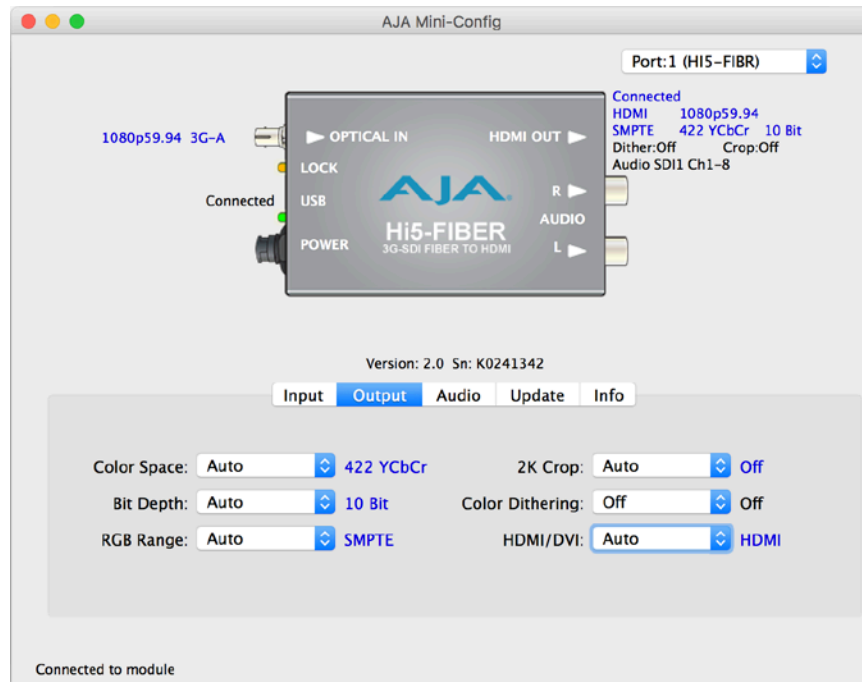 AJA Mini-Config
Port:1 (HI5-FIBR)
Connected
HDMI 1080p59.94
SMPTE 422 YCbCr 10 Bit
Dither:Off Crop:Off
Audio SDI1 Ch1-8
1080p59.94 3G-A
Connected
OPTICAL IN
HDMI OUT
LOCK
USB
POWER
AJA
Hi5-FIBER
3G-SDI FIBER TO HDMI
R
AUDIO
L
Version: 2.0 Sn: K0241342
Input Output Audio Update Info
Color Space: Auto 422 YCbCr
2K Crop: Auto Off
Bit Depth: Auto 10 Bit
Color Dithering: Off Off
RGB Range: Auto SMPTE
HDMI/DVI: Auto HDMI
Connected to module